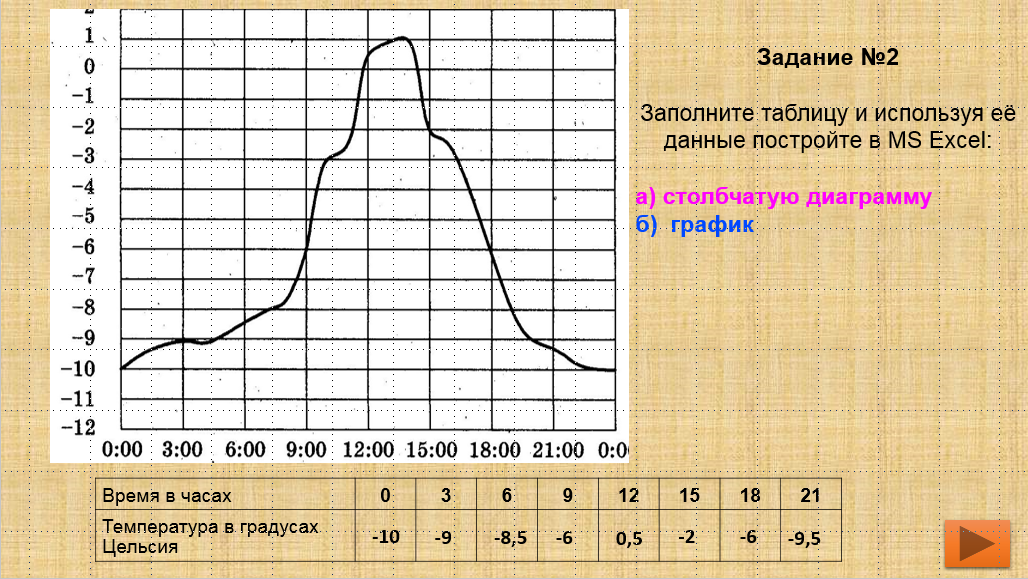 2
1
0
−1
−2
−3
−4
−5
−6
−7
−8
−9
−10
−11
−12
0:00 3:00 6:00 9:00 12:00 15:00 18:00 21:00 0:00
Задание №2
Заполните таблицу и используя её
данные постройте в MS Excel:
а) столбчатую диаграмму
б) график
Время в часах 0 3 6 9 12 15 18 21
Температура в градусах
Цельсия -10 -9 -8,5 -6 0,5 -2 -6 -9,5